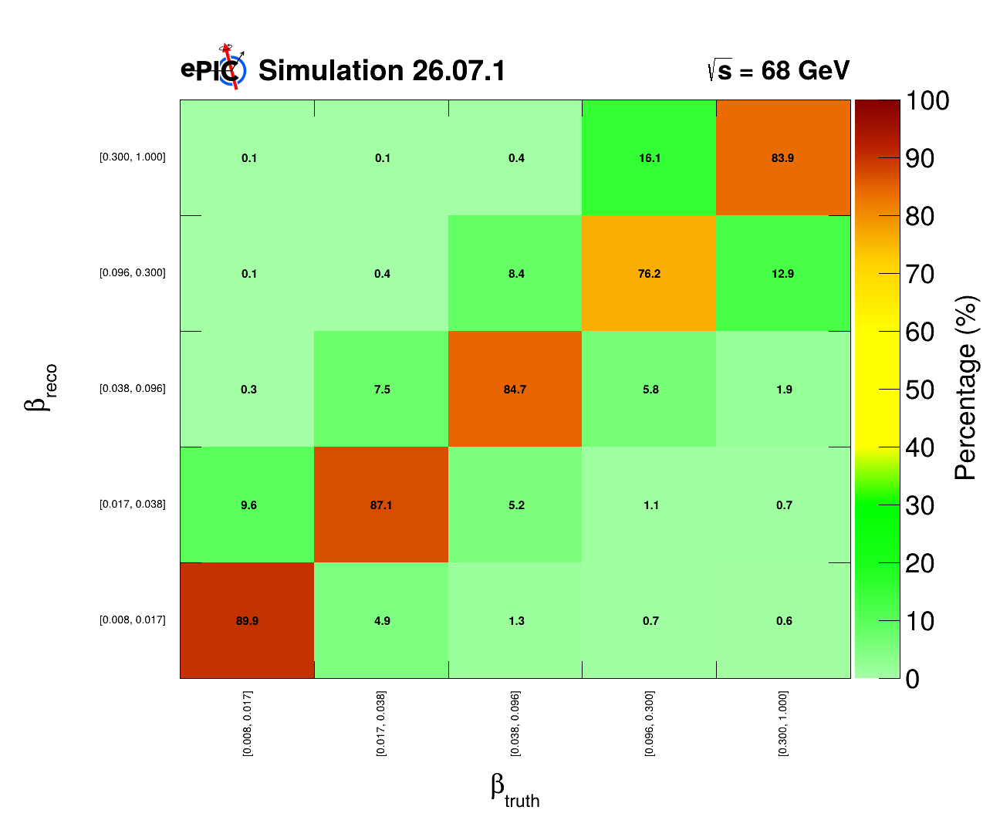 ePIC Simulation 26.07.1 √s = 68 GeV
100
[0.300, 1.000] 0.1 0.1 0.4 16.1 83.9 90
80
[0.096, 0.300] 0.1 0.4 8.4 76.2 12.9 70
60
[0.038, 0.096] 0.3 7.5 84.7 5.8 1.9 50
40
[0.017, 0.038] 9.6 87.1 5.2 1.1 0.7 30
20
[0.008, 0.017] 89.9 4.9 1.3 0.7 0.6 10
0
βreco
Percentage (%)
[0.008, 0.017] [0.017, 0.038] [0.038, 0.096] [0.096, 0.300] [0.300, 1.000]
βtruth